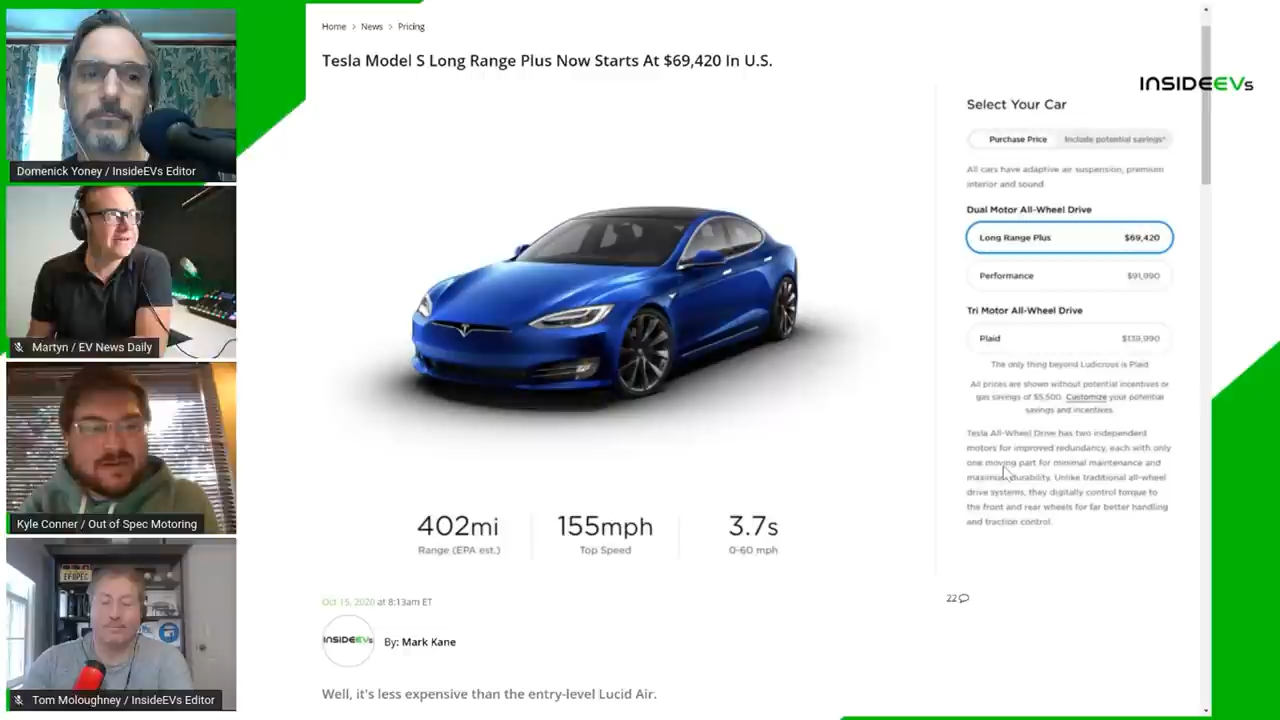 Home > News > Pricing
Tesla Model S Long Range Plus Now Starts At $69,420 In U.S.
INSIDEEVs
Select Your Car
Purchase Price Include potential savings*
All cars have adaptive air suspension, premium
interior and sound
Dual Motor All-Wheel Drive
Long Range Plus $69,420
Performance $91,990
Tri Motor All-Wheel Drive
Plaid $139,990
The only thing beyond Ludicrous is Plaid
All prices are shown without potential incentives or
gas savings of $5,500. Customize your potential
savings and incentives.
Tesla All-Wheel Drive has two independent
motors for improved redundancy, each with only
one moving part for minimal maintenance and
maximum durability. Unlike traditional all-wheel
drive systems, they digitally control torque to
the front and rear wheels for far better handling
and traction control.
402mi
Range (EPA est.)
155mph
Top Speed
3.7s
0-60 mph
Oct 15, 2020 at 8:13am ET
22
INSIDEEVs
By: Mark Kane
Well, it's less expensive than the entry-level Lucid Air.
Domenick Yoney / InsideEVs Editor
Martyn / EV News Daily
Kyle Conner / Out of Spec Motoring
EFOPEC
Tom Moloughney / InsideEVs Editor